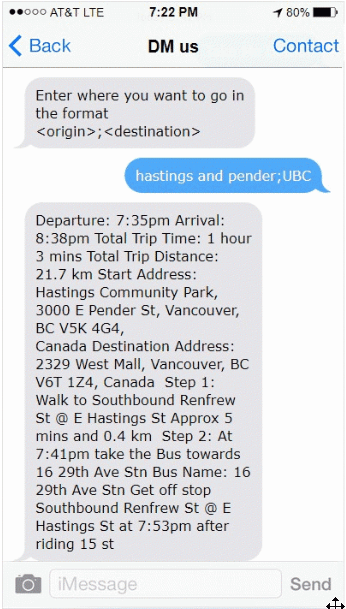 AT&T LTE 7:22 PM 80%
Back DM us Contact
Enter where you want to go in
the format
<origin>;<destination>
hastings and pender;UBC
Departure: 7:35pm Arrival:
8:38pm Total Trip Time: 1 hour
3 mins Total Trip Distance:
21.7 km Start Address:
Hastings Community Park,
3000 E Pender St, Vancouver,
BC V5K 4G4,
Canada Destination Address:
2329 West Mall, Vancouver, BC
V6T 1Z4, Canada  Step 1:
Walk to Southbound Renfrew
St @ E Hastings St Approx 5
mins and 0.4 km  Step 2: At
7:41pm take the Bus towards
16 29th Ave Stn Bus Name: 16
29th Ave Stn Get off stop
Southbound Renfrew St @ E
Hastings St at 7:53pm after
riding 15 st
iMessage Send